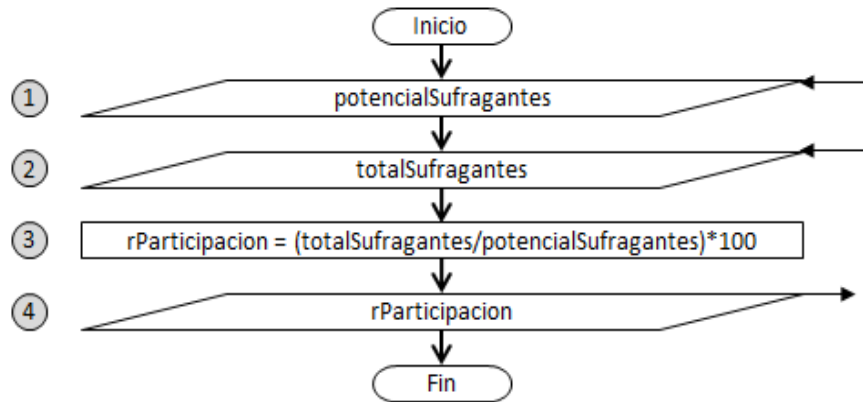 Inicio
1
potencialSufragantes
2
totalSufragantes
3
rParticipacion = (totalSufragantes/potencialSufragantes)*100
4
rParticipacion
Fin